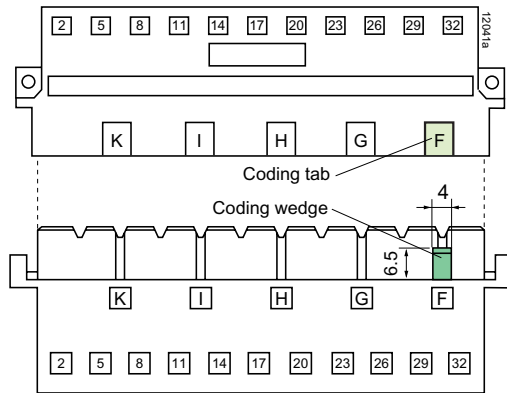 2 5 8 11 14 17 20 23 26 29 32
12041a
K I H G F
Coding tab
4
Coding wedge
6.5
K I H G F
2 5 8 11 14 17 20 23 26 29 32